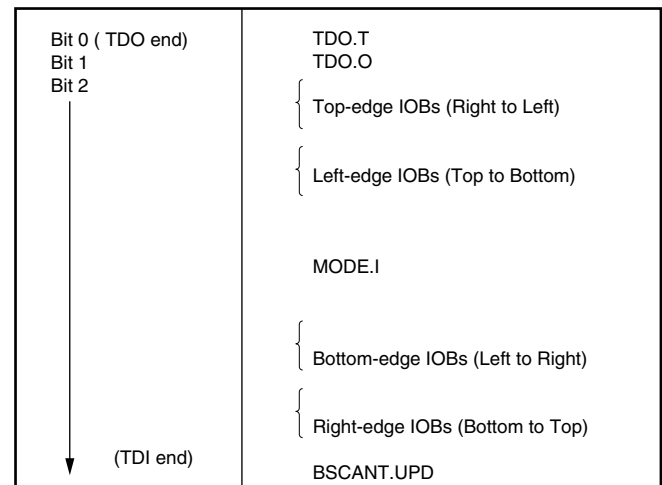 Bit 0 ( TDO end)
Bit 1
Bit 2
TDO.T
TDO.O
Top-edge IOBs (Right to Left)
Left-edge IOBs (Top to Bottom)
MODE.I
Bottom-edge IOBs (Left to Right)
Right-edge IOBs (Bottom to Top)
(TDI end)
BSCANT.UPD